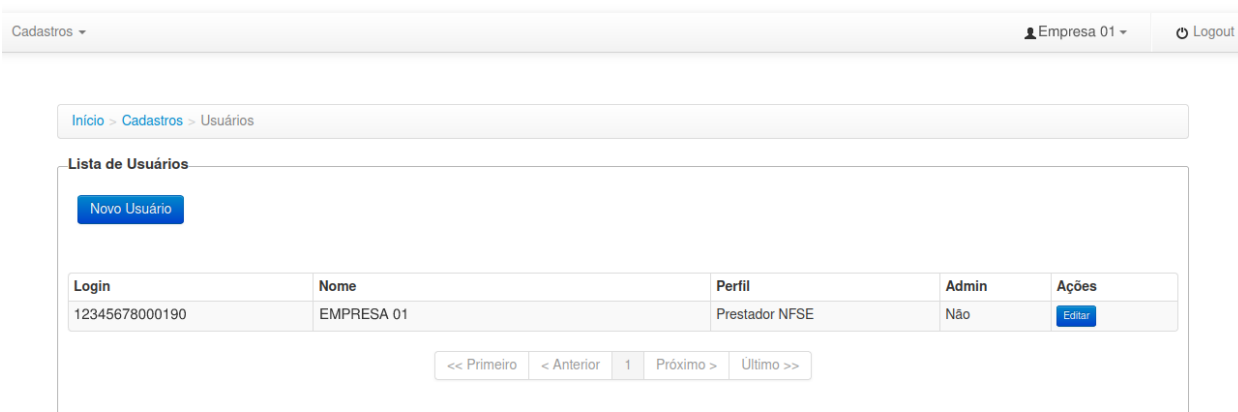 Cadastros Empresa 01 Logout
Início > Cadastros > Usuários
Lista de Usuários
Novo Usuário
Login Nome Perfil Admin Ações
12345678000190 EMPRESA 01 Prestador NFSE Não Editar
<< Primeiro < Anterior 1 Próximo > Último >>